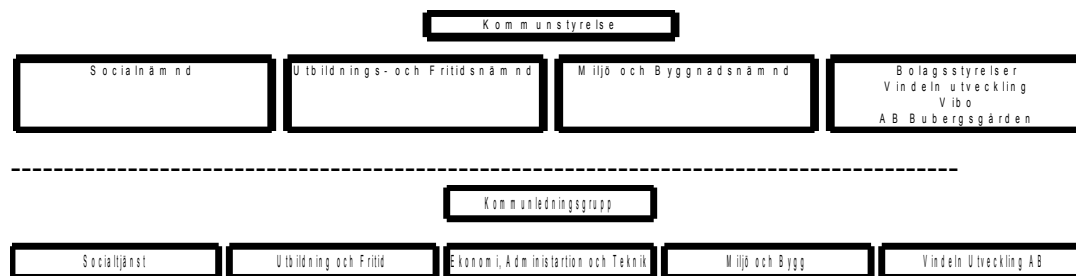 Kommunstyrelse
Socialnämnd
Utbildnings- och Fritidsnämnd
Miljö och Byggnadsnämnd
Bolagsstyrelser
Vindeln utveckling
Vibo
AB Bubergsgården
Kommunledningsgrupp
Socialtjänst
Utbildning och Fritid
Ekonomi, Administartion och Teknik
Miljö och Bygg
Vindeln Utveckling AB